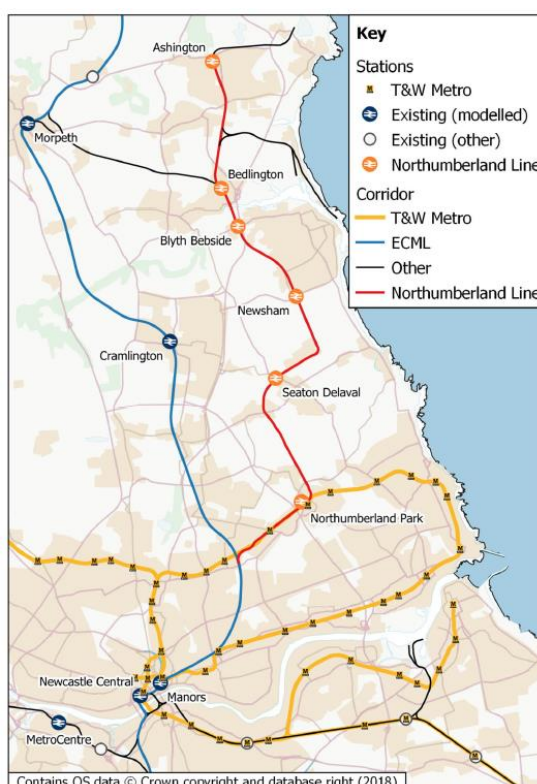 Key
Stations
T&W Metro
Existing (modelled)
Existing (other)
Northumberland Line
Corridor
T&W Metro
ECML
Other
Northumberland Line
Ashington
Morpeth
Bedlington
Blyth Bebside
Newsham
Cramlington
Seaton Delaval
Northumberland Park
Newcastle Central
Manors
MetroCentre
Contains OS data © Crown copyright and database right (2018)